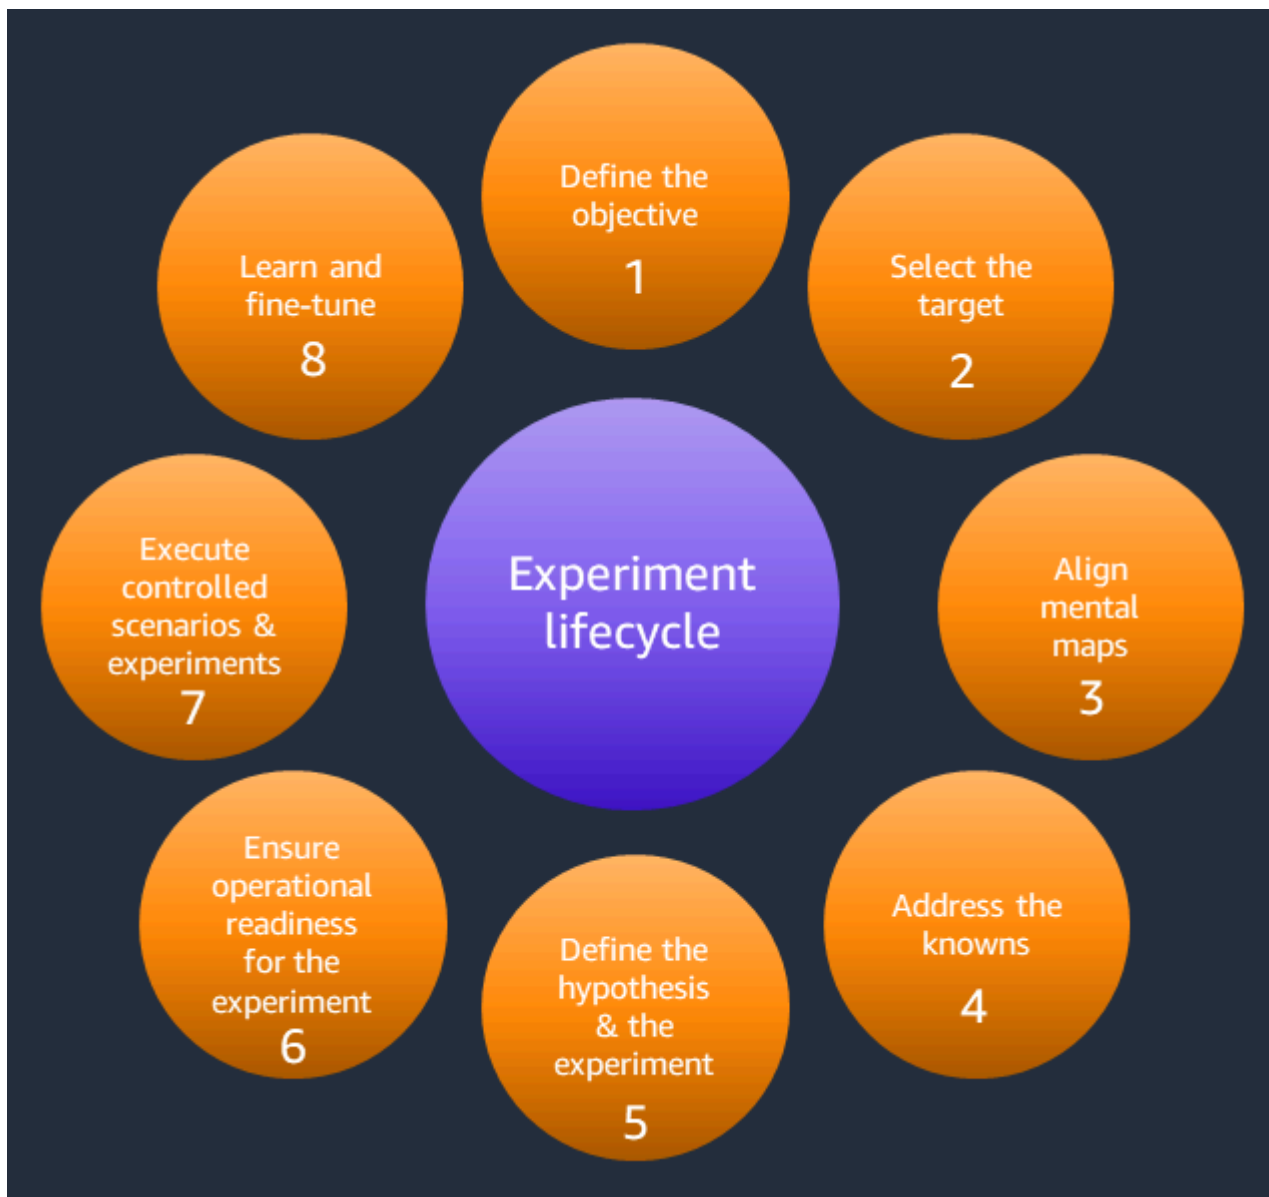 Define the
objective
1
Select the
target
2
Align
mental
maps
3
Address the
knowns
4
Define the
hypothesis
& the
experiment
5
Ensure
operational
readiness
for the
experiment
6
Execute
controlled
scenarios &
experiments
7
Learn and
fine-tune
8
Experiment
lifecycle